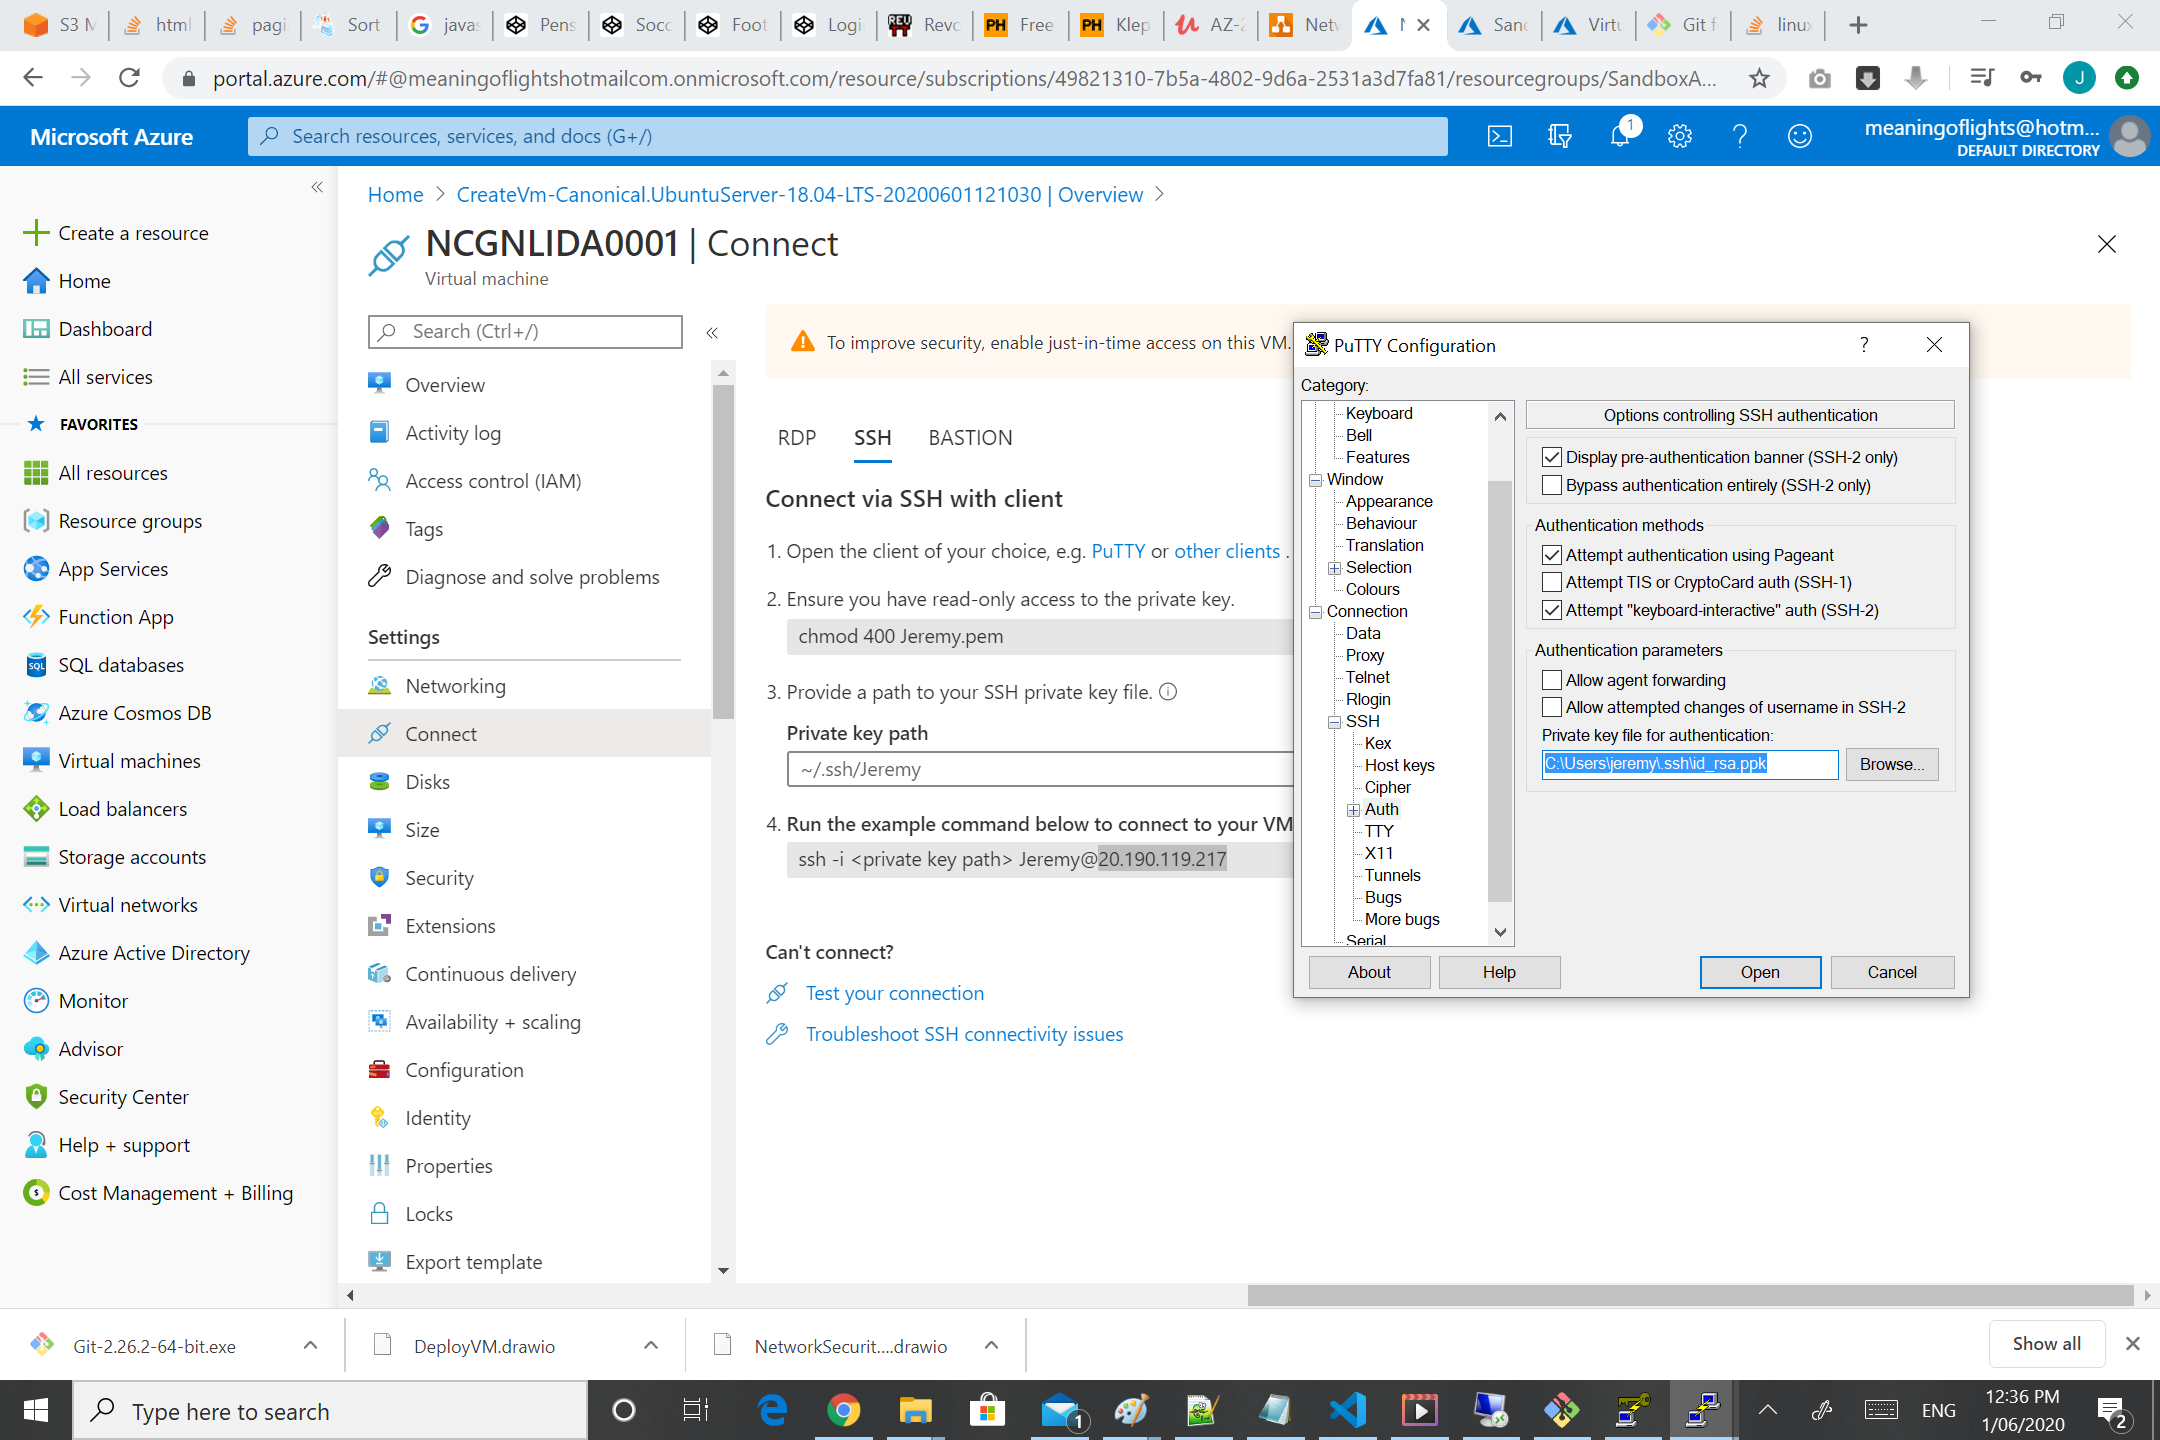 S3 M
html
pagi
Sort
javas
Pens
Socc
Foot
Logi
Revo
Free
Klep
AZ-2
Netw
N
Sand
Virtu
Git f
linux
portal.azure.com/#@meaningoflightshotmailcom.onmicrosoft.com/resource/subscriptions/49821310-7b5a-4802-9d6a-2531a3d7fa81/resourcegroups/SandboxA...
J
Microsoft Azure
Search resources, services, and docs (G+/)
1
meaningoflights@hotm...
DEFAULT DIRECTORY
Create a resource
Home
Dashboard
All services
FAVORITES
All resources
Resource groups
App Services
Function App
SQL databases
Azure Cosmos DB
Virtual machines
Load balancers
Storage accounts
Virtual networks
Azure Active Directory
Monitor
Advisor
Security Center
Help + support
Cost Management + Billing
Home > CreateVm-Canonical.UbuntuServer-18.04-LTS-20200601121030 | Overview >
NCGNLIDA0001 | Connect
Virtual machine
Search (Ctrl+/)
Overview
Activity log
Access control (IAM)
Tags
Diagnose and solve problems
Settings
Networking
Connect
Disks
Size
Security
Extensions
Continuous delivery
Availability + scaling
Configuration
Identity
Properties
Locks
Export template
To improve security, enable just-in-time access on this VM.
RDP SSH BASTION
Connect via SSH with client
1. Open the client of your choice, e.g. PuTTY or other clients .
2. Ensure you have read-only access to the private key.
chmod 400 Jeremy.pem
3. Provide a path to your SSH private key file.
Private key path
~/.ssh/Jeremy
4. Run the example command below to connect to your VM
ssh -i <private key path> Jeremy@20.190.119.217
Can't connect?
Test your connection
Troubleshoot SSH connectivity issues
PuTTY Configuration
?
Category:
Keyboard
Bell
Features
Window
Appearance
Behaviour
Translation
Selection
Colours
Connection
Data
Proxy
Telnet
Rlogin
SSH
Kex
Host keys
Cipher
Auth
TTY
X11
Tunnels
Bugs
More bugs
Serial
Options controlling SSH authentication
Display pre-authentication banner (SSH-2 only)
Bypass authentication entirely (SSH-2 only)
Authentication methods
Attempt authentication using Pageant
Attempt TIS or CryptoCard auth (SSH-1)
Attempt "keyboard-interactive" auth (SSH-2)
Authentication parameters
Allow agent forwarding
Allow attempted changes of username in SSH-2
Private key file for authentication:
C:\Users\jeremy\.ssh\id_rsa.ppk
Browse...
About
Help
Open
Cancel
Git-2.26.2-64-bit.exe
DeployVM.drawio
NetworkSecurit....drawio
Show all
Type here to search
1
ENG
12:36 PM
1/06/2020
2